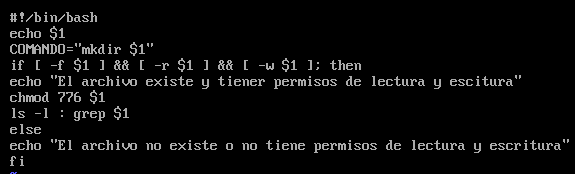 #!/bin/bash
echo $1
COMANDO="mkdir $1"
if [ -f $1 ] && [ -r $1 ] && [ -w $1 ]; then
echo "El archivo existe y tiener permisos de lectura y escitura"
chmod 776 $1
ls -l : grep $1
else
echo "El archivo no existe o no tiene permisos de lectura y escritura"
fi